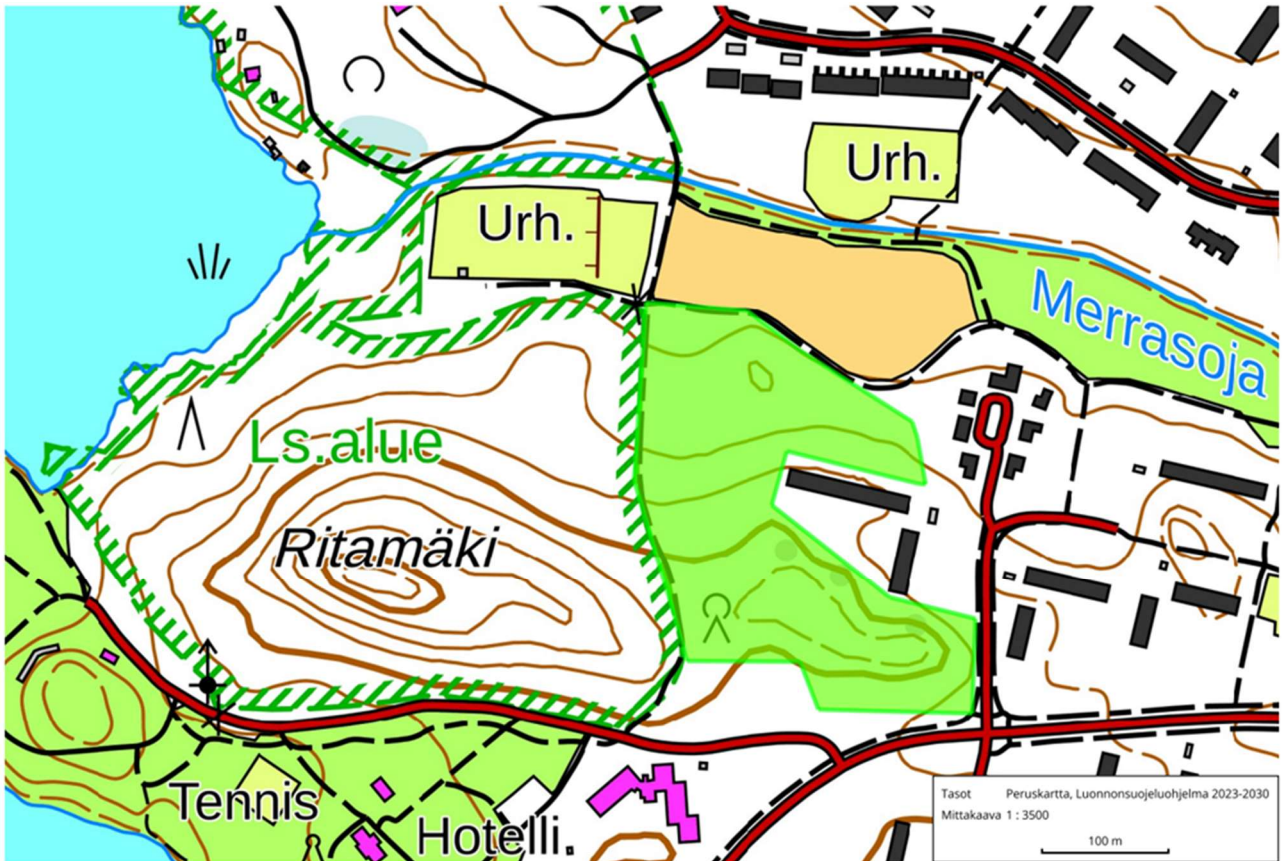 Urh.
Urh.
Merrasoja
Ls.alue
Ritamäki
Tennis
Hotelli.
Tasot Peruskartta, Luonnonsuojeluohjelma 2023-2030
Mittakaava 1 : 3500
100 m